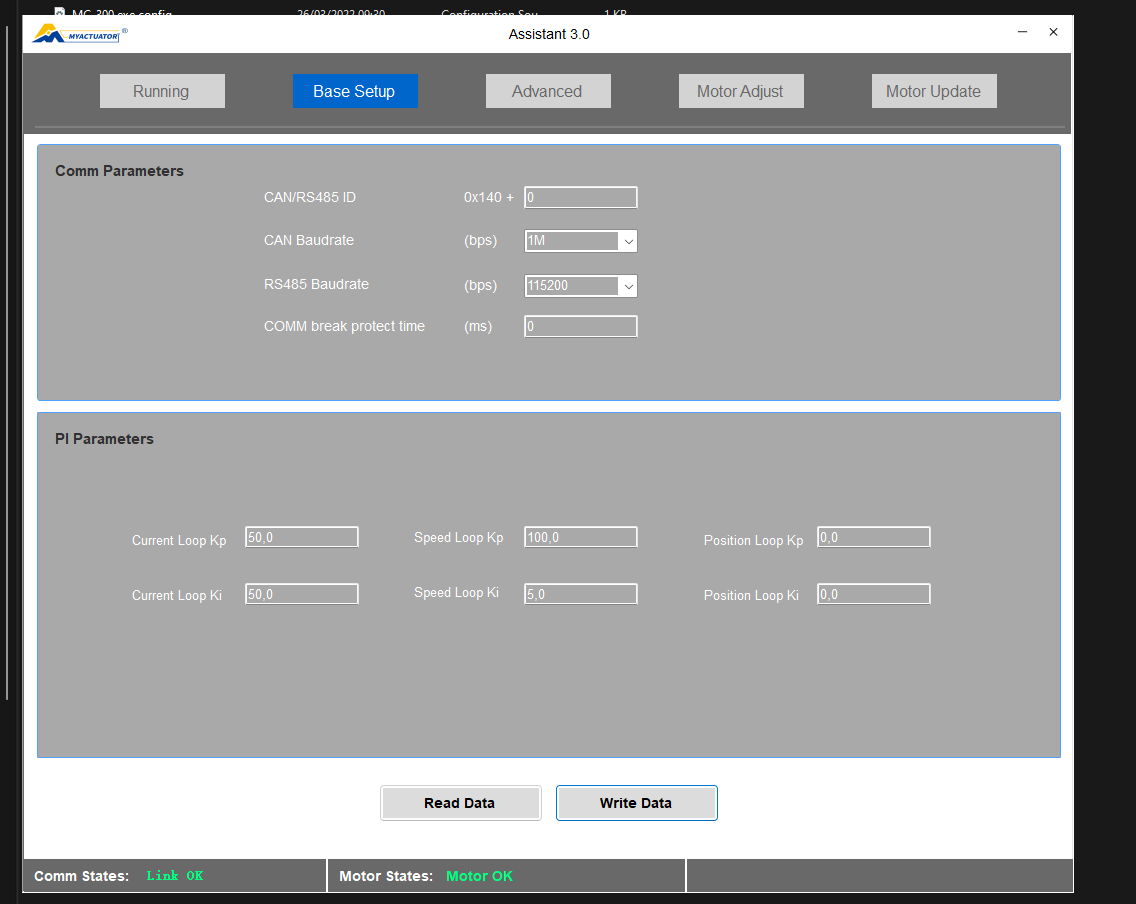 MC-300.exe.config 26/03/2022 09:30 Configuration Sou... 1 KB
MYACTUATOR ®
Assistant 3.0
Running Base Setup Advanced Motor Adjust Motor Update
Comm Parameters
CAN/RS485 ID 0x140 + 0
CAN Baudrate (bps) 1M
RS485 Baudrate (bps) 115200
COMM break protect time (ms) 0
PI Parameters
Current Loop Kp 50,0 Speed Loop Kp 100,0 Position Loop Kp 0,0
Current Loop Ki 50,0 Speed Loop Ki 5,0 Position Loop Ki 0,0
Read Data Write Data
Comm States: Link OK Motor States: Motor OK